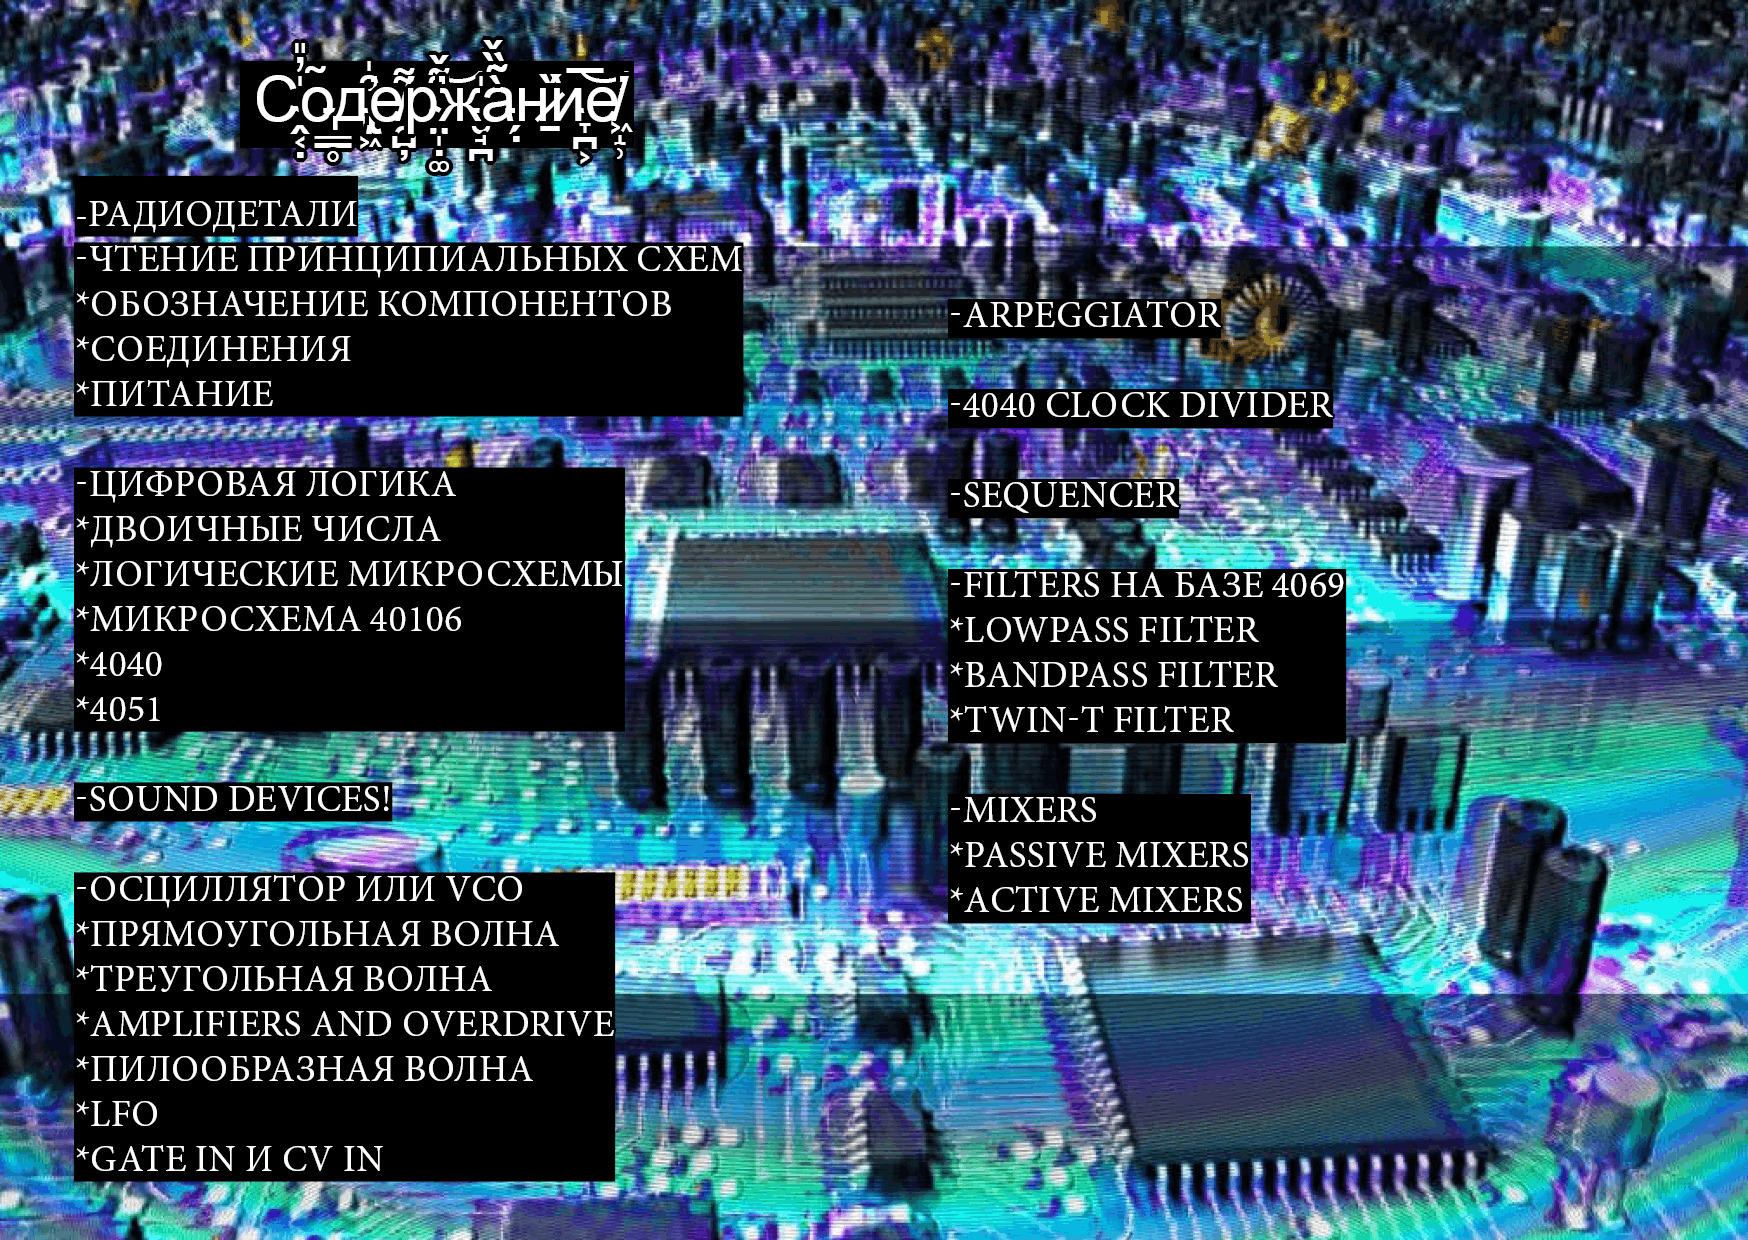 Содержание
-РАДИОДЕТАЛИ
-ЧТЕНИЕ ПРИНЦИПИАЛЬНЫХ СХЕМ
*ОБОЗНАЧЕНИЕ КОМПОНЕНТОВ
*СОЕДИНЕНИЯ
*ПИТАНИЕ
-ЦИФРОВАЯ ЛОГИКА
*ДВОИЧНЫЕ ЧИСЛА
*ЛОГИЧЕСКИЕ МИКРОСХЕМЫ
*МИКРОСХЕМА 40106
*4040
*4051
-SOUND DEVICES!
-ОСЦИЛЛЯТОР ИЛИ VCO
*ПРЯМОУГОЛЬНАЯ ВОЛНА
*ТРЕУГОЛЬНАЯ ВОЛНА
*AMPLIFIERS AND OVERDRIVE
*ПИЛООБРАЗНАЯ ВОЛНА
*LFO
*GATE IN И CV IN
-ARPEGGIATOR
-4040 CLOCK DIVIDER
-SEQUENCER
-FILTERS НА БАЗЕ 4069
*LOWPASS FILTER
*BANDPASS FILTER
*TWIN-T FILTER
-MIXERS
*PASSIVE MIXERS
*ACTIVE MIXERS